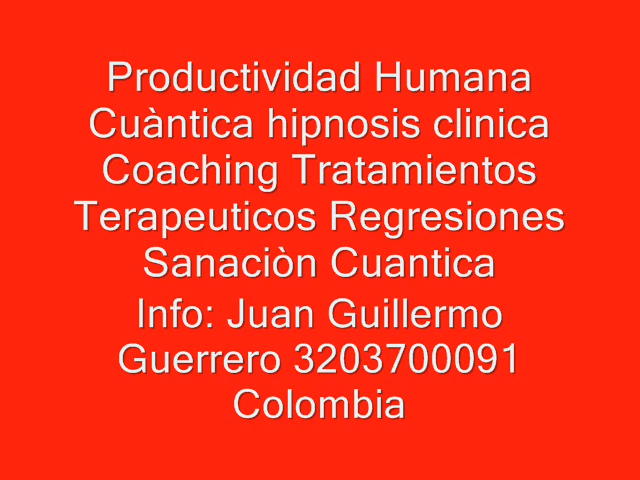 Productividad Humana
Cuàntica hipnosis clinica
Coaching Tratamientos
Terapeuticos Regresiones
Sanaciòn Cuantica
Info: Juan Guillermo
Guerrero 3203700091
Colombia